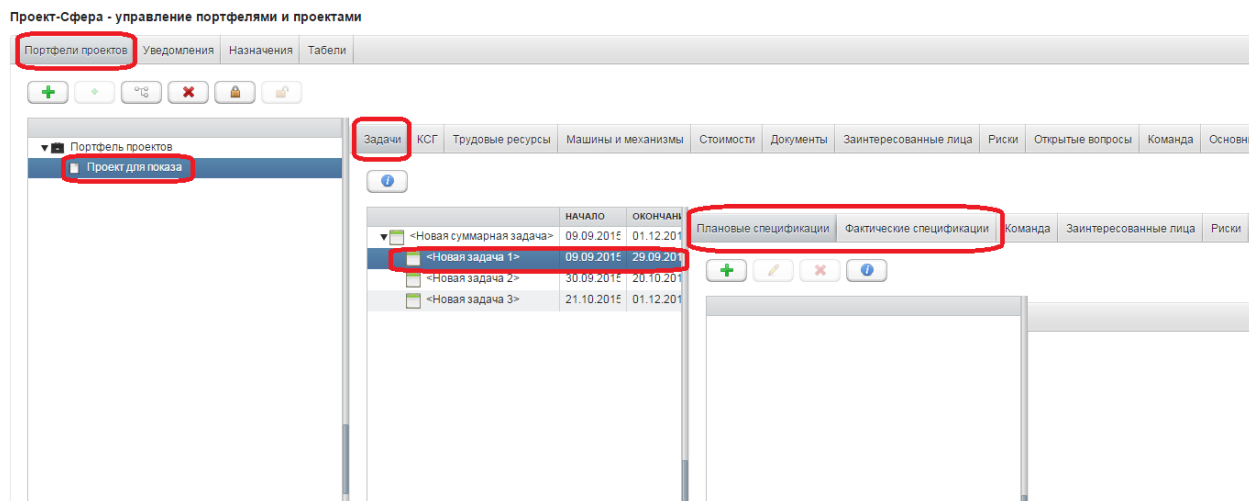 Проект-Сфера - управление портфелями и проектами
Портфели проектов Уведомления Назначения Табели
Портфель проектов
Проект для показа
Задачи КСГ Трудовые ресурсы Машины и механизмы Стоимости Документы Заинтересованные лица Риски Открытые вопросы Команда Основн
НАЧАЛО ОКОНЧАНИ
<Новая суммарная задача> 09.09.2015 01.12.201
<Новая задача 1> 09.09.2015 29.09.201
<Новая задача 2> 30.09.2015 20.10.201
<Новая задача 3> 21.10.2015 01.12.201
Плановые спецификации Фактические спецификации Команда Заинтересованные лица Риски